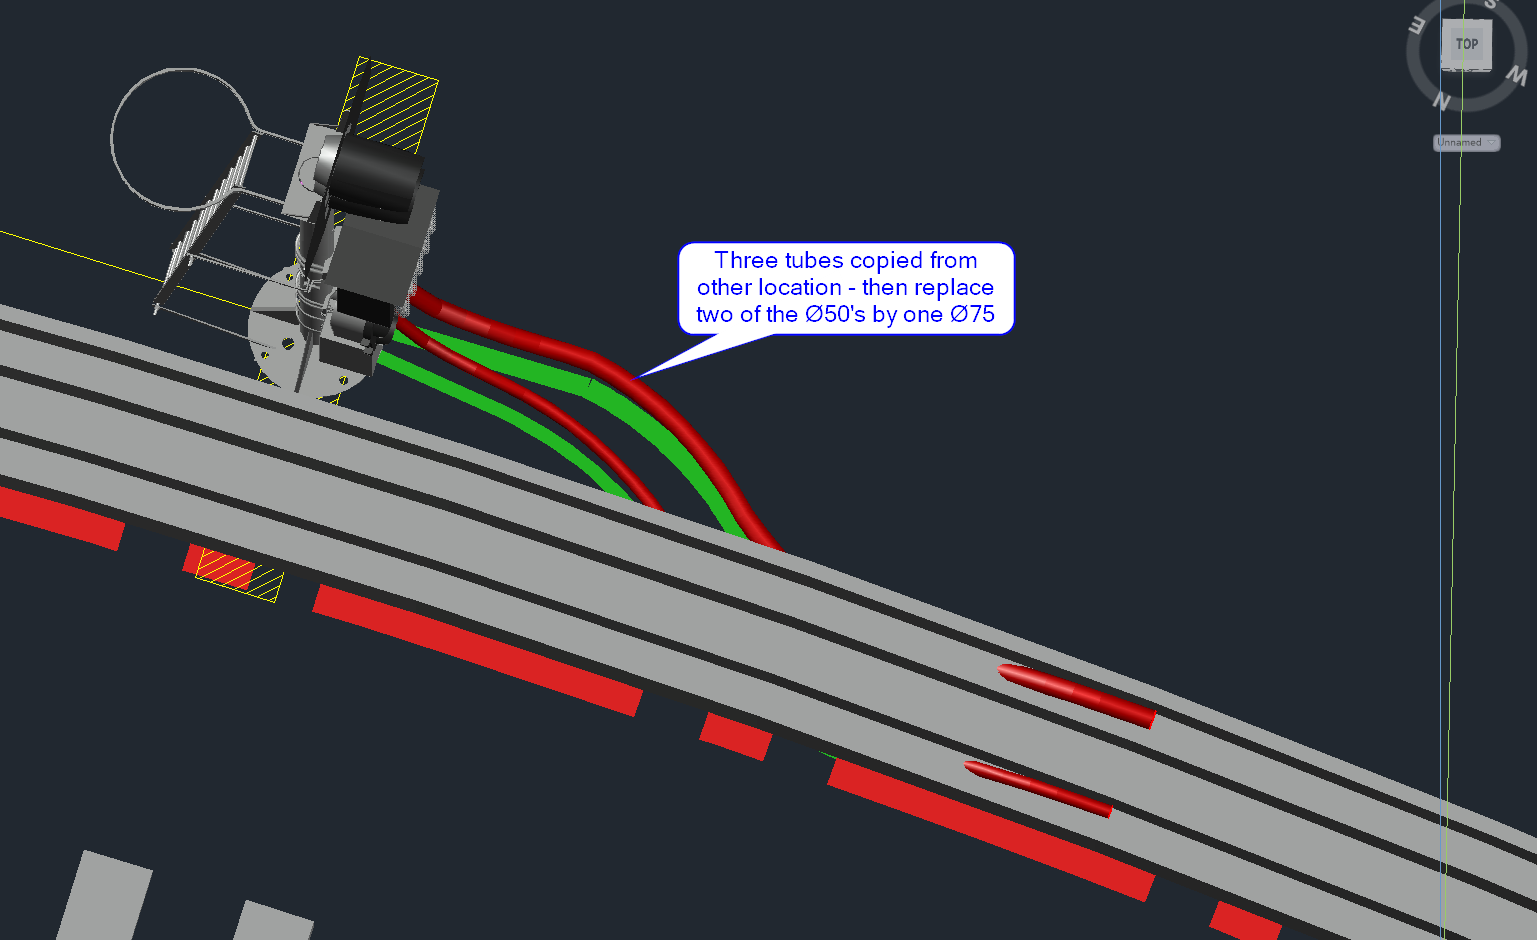 S
E
TOP
W
N
Unnamed
Three tubes copied from
other location - then replace
two of the Ø50's by one Ø75